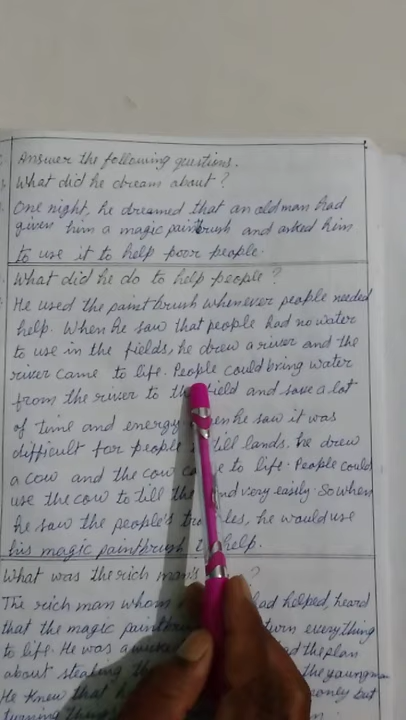 Answer the following questions.
What did he dream about?
One night, he dreamed that an old man had
given him a magic paintbrush and asked him
to use it to help poor people.
What did he do to help people?
He used the paintbrush whenever people needed
help. When he saw that people had no water
to use in the fields, he drew a river and the
river came to life. People could bring water
from the river to the field and save a lot
of time and energy. When he saw it was
difficult for people till lands, he drew
a cow and the cow to life. People could
use the cow to till the very easily. So when
he saw the people's troubles, he would use
his magic paintbrush to help.
What was the rich man's ?
The rich man whom had helped, heard
that the magic turn everything
to life. He was a the plan
about stealing the young man
He knew that but
turning